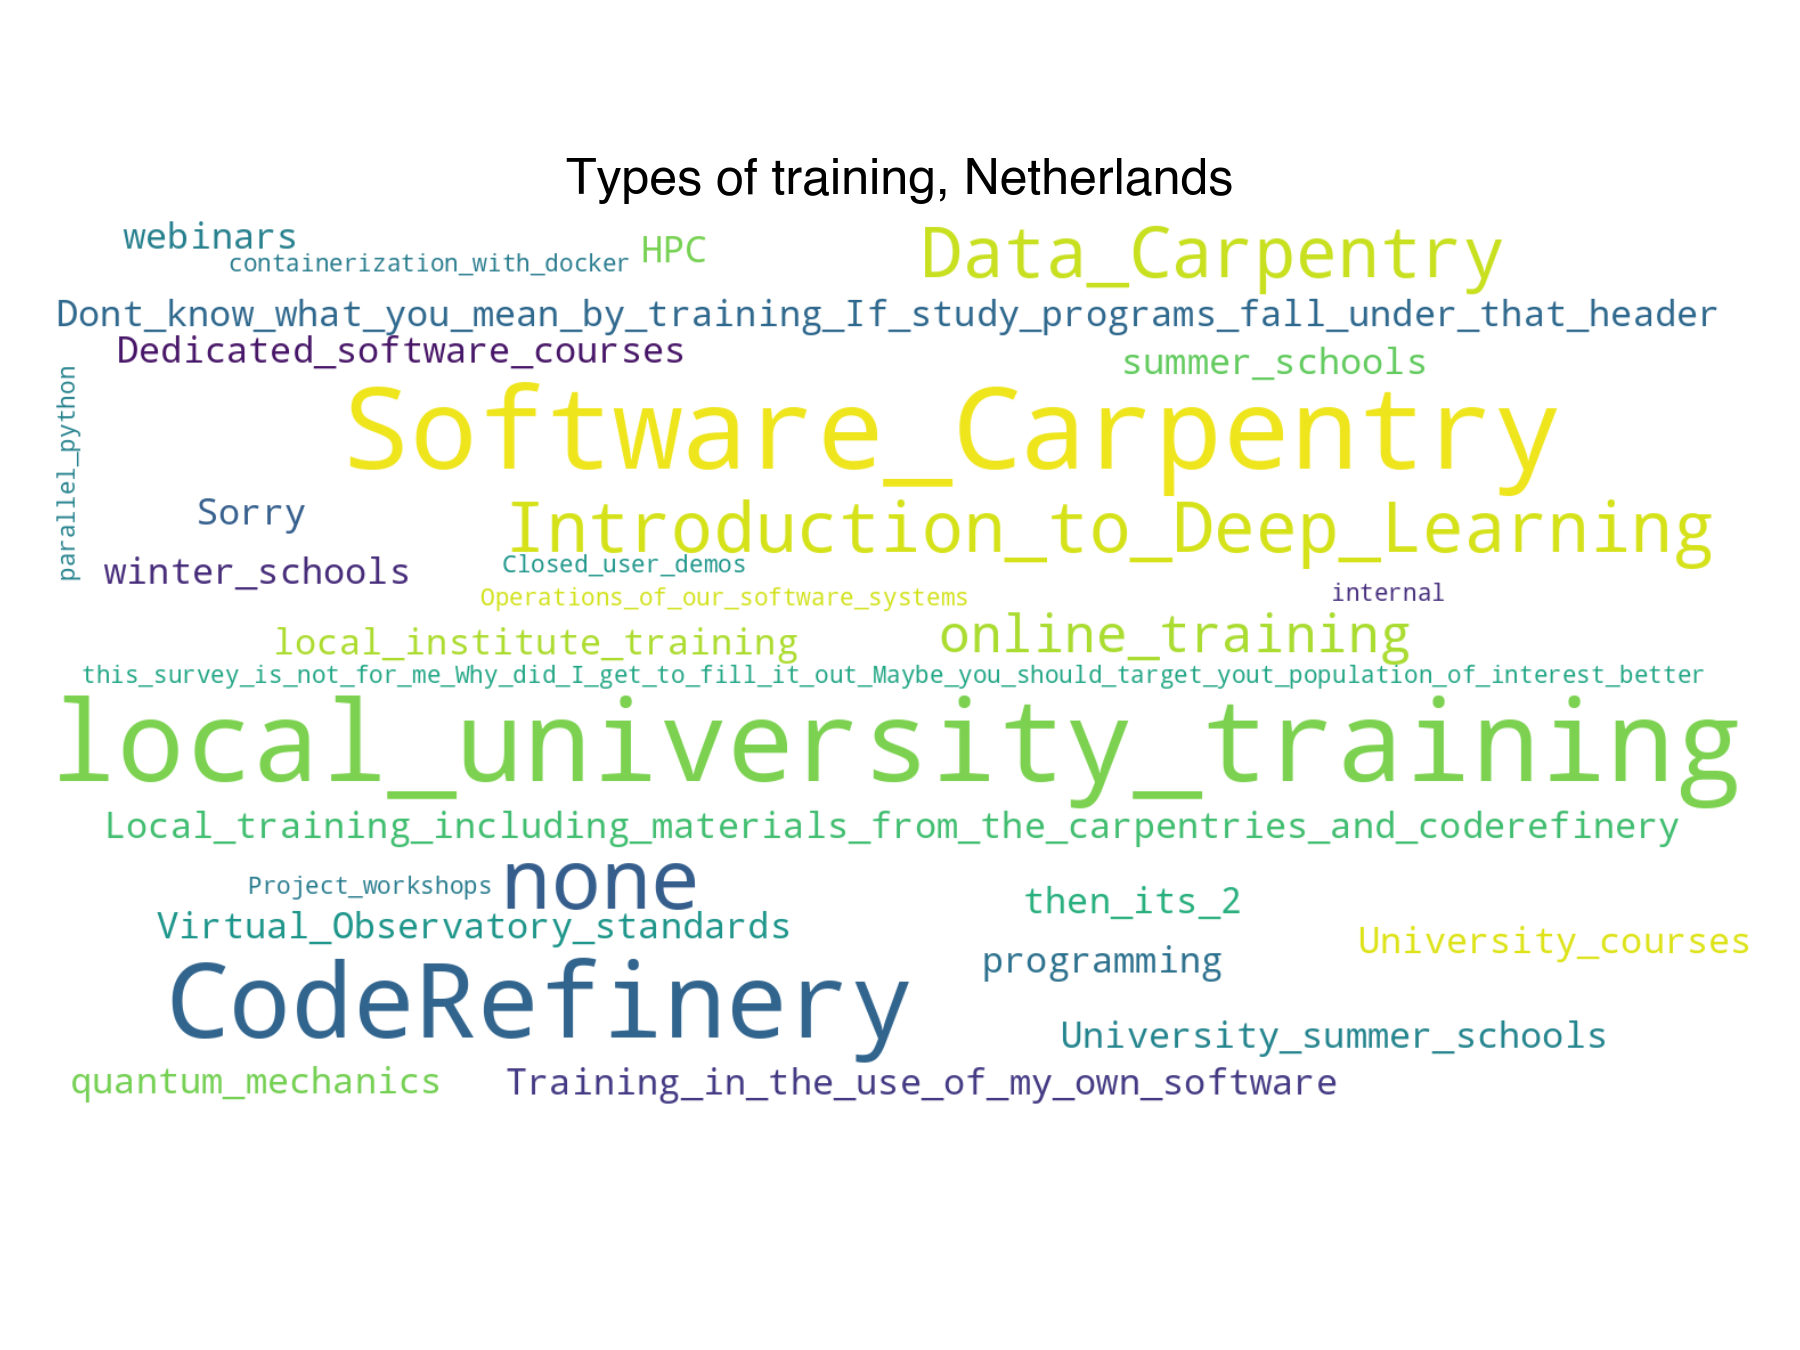 Types of training, Netherlands
webinars
containerization_with_docker
HPC
Data_Carpentry
Dont_know_what_you_mean_by_training_If_study_programs_fall_under_that_header
Dedicated_software_courses
summer_schools
parallel_python
Software_Carpentry
Sorry
Introduction_to_Deep_Learning
winter_schools
Closed_user_demos
Operations_of_our_software_systems
internal
local_institute_training
online_training
this_survey_is_not_for_me_Why_did_I_get_to_fill_it_out_Maybe_you_should_target_yout_population_of_interest_better
local_university_training
Local_training_including_materials_from_the_carpentries_and_coderefinery
Project_workshops
none
then_its_2
Virtual_Observatory_standards
University_courses
programming
CodeRefinery
University_summer_schools
quantum_mechanics
Training_in_the_use_of_my_own_software